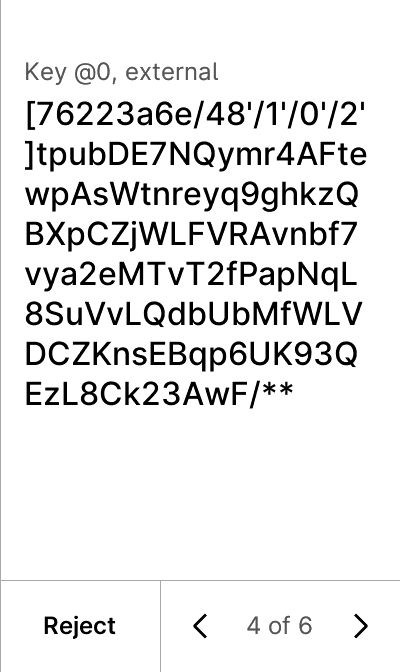 Key @0, external
[76223a6e/48'/1'/0'/2'
]tpubDE7NQymr4AFte
wpAsWtnreyq9ghkzQ
BXpCZjWLFVRAvnbf7
vya2eMTvT2fPapNqL
8SuVvLQdbUbMfWLV
DCZKnsEBqp6UK93Q
EzL8Ck23AwF/**
Reject
4 of 6